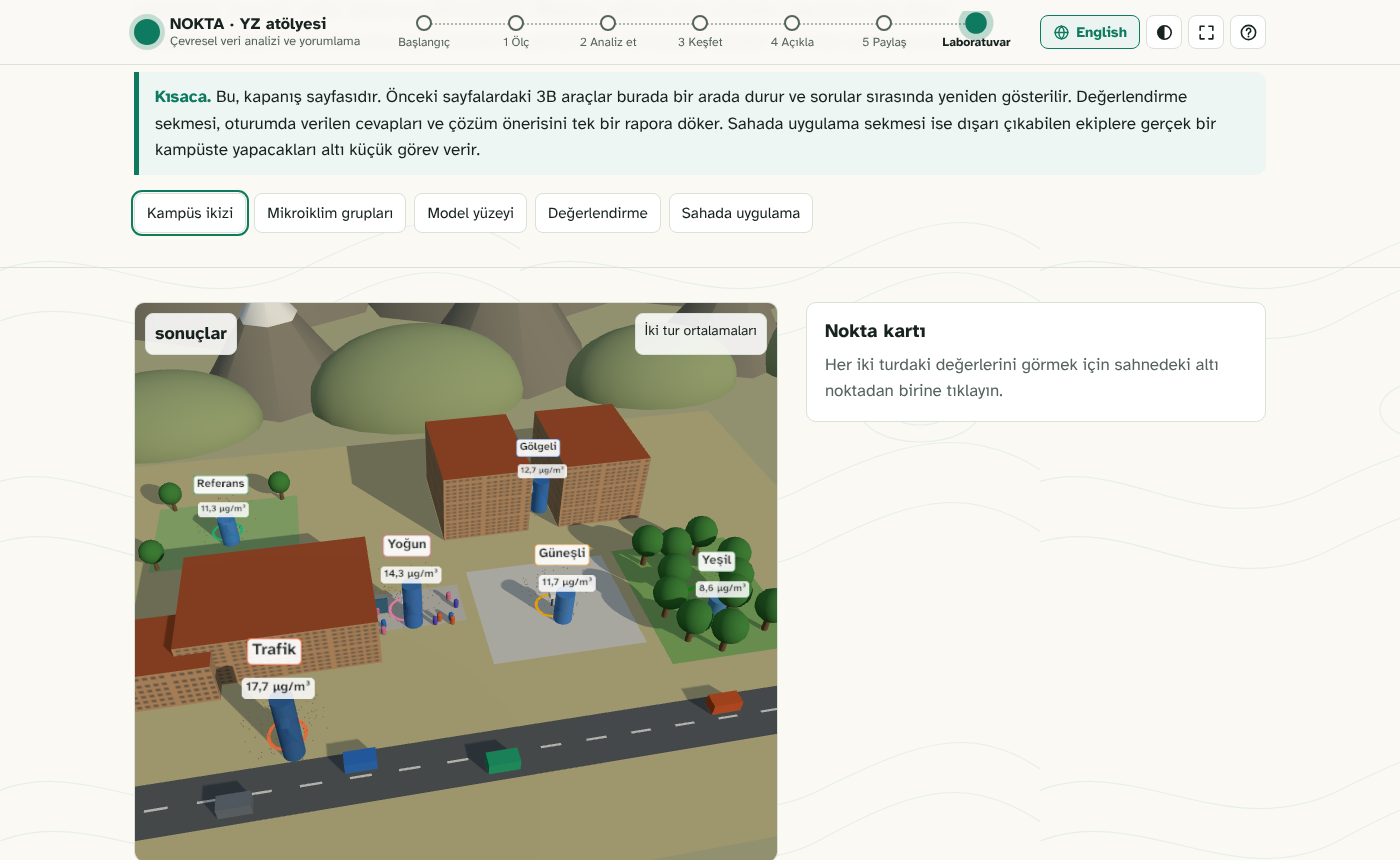 NOKTA · YZ atölyesi
Çevresel veri analizi ve yorumlama
Başlangıç
1 Ölç
2 Analiz et
3 Keşfet
4 Açıkla
5 Paylaş
Laboratuvar
English
Kısaca. Bu, kapanış sayfasıdır. Önceki sayfalardaki 3B araçlar burada bir arada durur ve sorular sırasında yeniden gösterilir. Değerlendirme
sekmesi, oturumda verilen cevapları ve çözüm önerisini tek bir rapora döker. Sahada uygulama sekmesi ise dışarı çıkabilen ekiplere gerçek bir
kampüste yapacakları altı küçük görev verir.
Kampüs ikizi
Mikroiklim grupları
Model yüzeyi
Değerlendirme
Sahada uygulama
sonuçlar
İki tur ortalamaları
Gölgeli
12,7 µg/m³
Referans
11,3 µg/m³
Yoğun
14,3 µg/m³
Güneşli
11,7 µg/m³
Yeşil
8,6 µg/m³
Trafik
17,7 µg/m³
Nokta kartı
Her iki turdaki değerlerini görmek için sahnedeki altı
noktadan birine tıklayın.